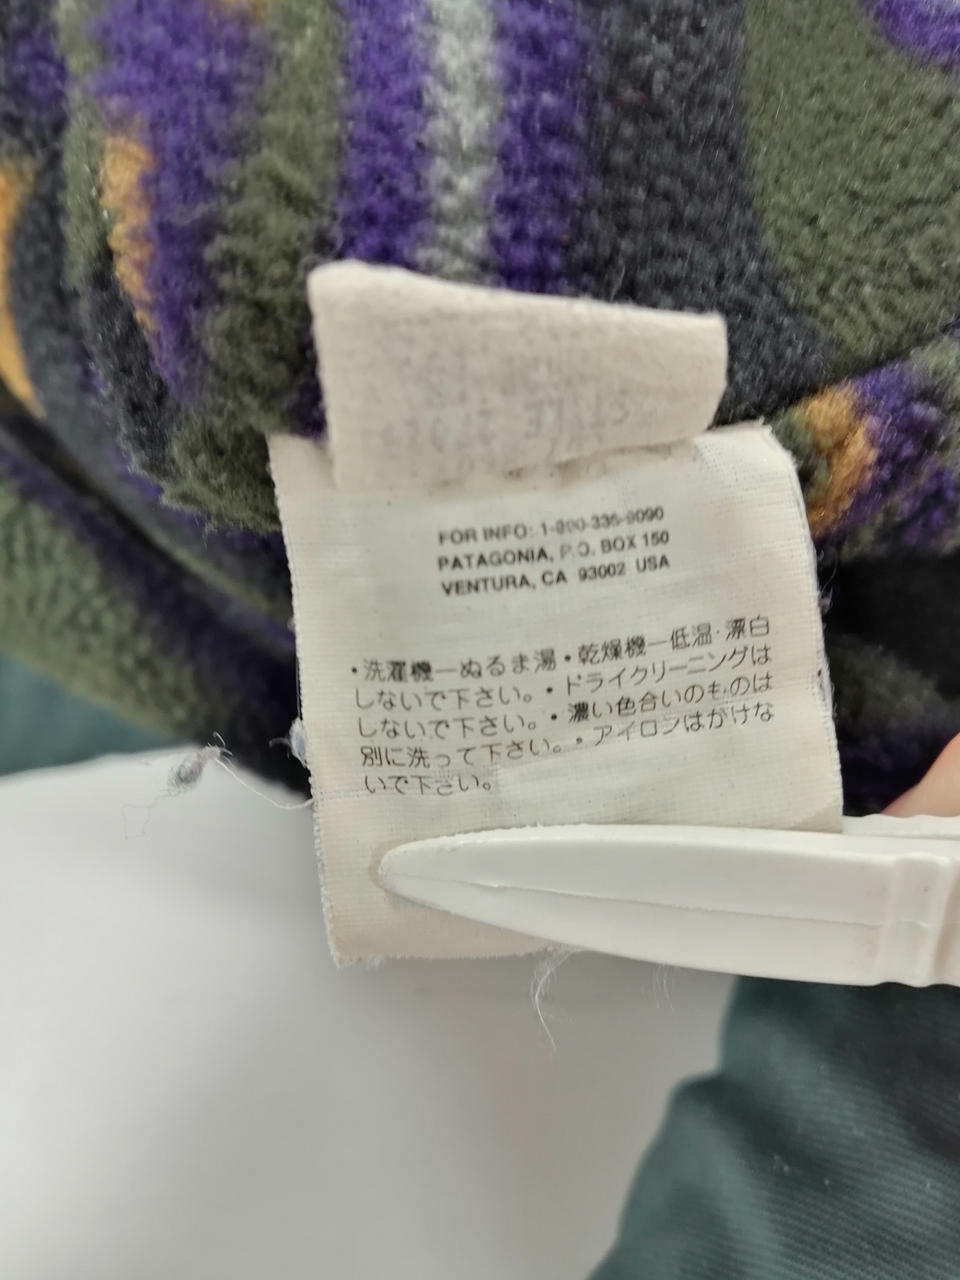 FOR INFO: 1-800-336-9090
PATAGONIA, P.O. BOX 150
VENTURA, CA 93002 USA
・洗濯機―ぬるま湯・乾燥機―低温・漂白
しないで下さい。・ドライクリーニングは
しないで下さい。・濃い色合いのものは
別に洗って下さい。・アイロンはかけな
いで下さい。